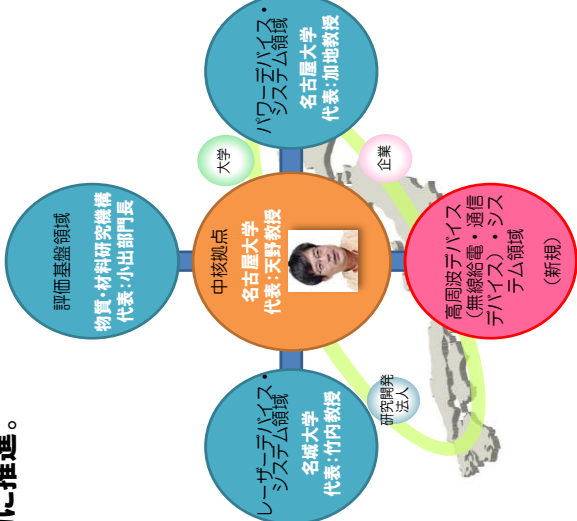 に推進。
評価基盤領域
物質・材料研究機構
代表：小出部門長
レーザーデバイス・
システム領域
名城大学
代表：竹内教授
中核拠点
名古屋大学
代表：天野教授
パワーデバイス・
システム領域
名古屋大学
代表：加地教授
大学
企業
研究開発
法人
高周波デバイス
（無線給電・通信
デバイス）・シス
テム領域
（新規）